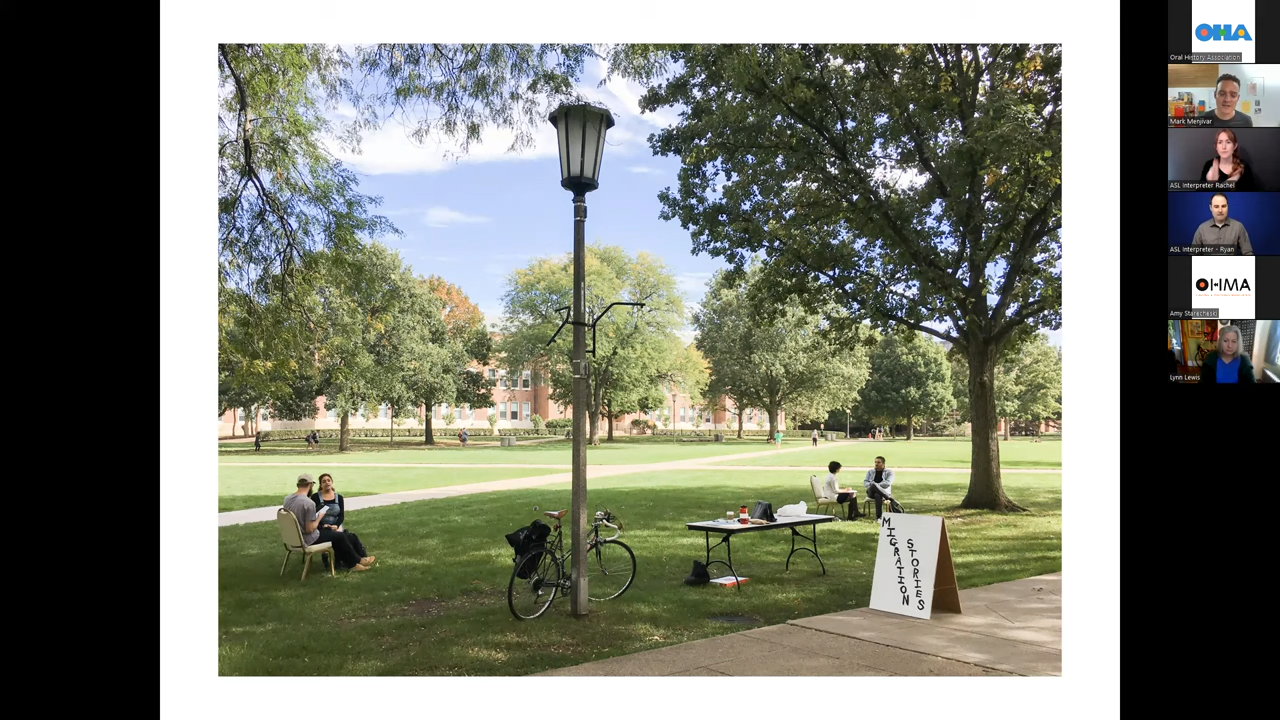 MIGRATION
STORIES
OHA
Oral History Association
Mark Menjivar
ASL Interpreter Rachel
ASL Interpreter - Ryan
OHMA
Amy Starecheski
Lynn Lewis